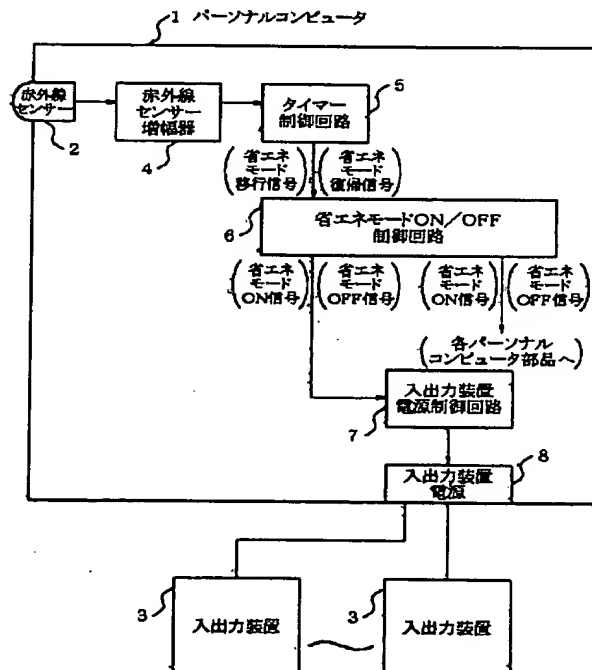 1 パーソナルコンピュータ
赤外線
センサー
2
赤外線
センサー
増幅器
4
タイマー
制御回路
5
(省エネ
モード
移行信号)
(省エネ
モード
復帰信号)
省エネモードON/OFF
制御回路
6
(省エネ
モード
ON信号)
(省エネ
モード
OFF信号)
(省エネ
モード
ON信号)
(省エネ
モード
OFF信号)
(各パーソナル
コンピュータ部品へ)
入出力装置
電源制御回路
7
入出力装置
電源
8
3
入出力装置
3
入出力装置